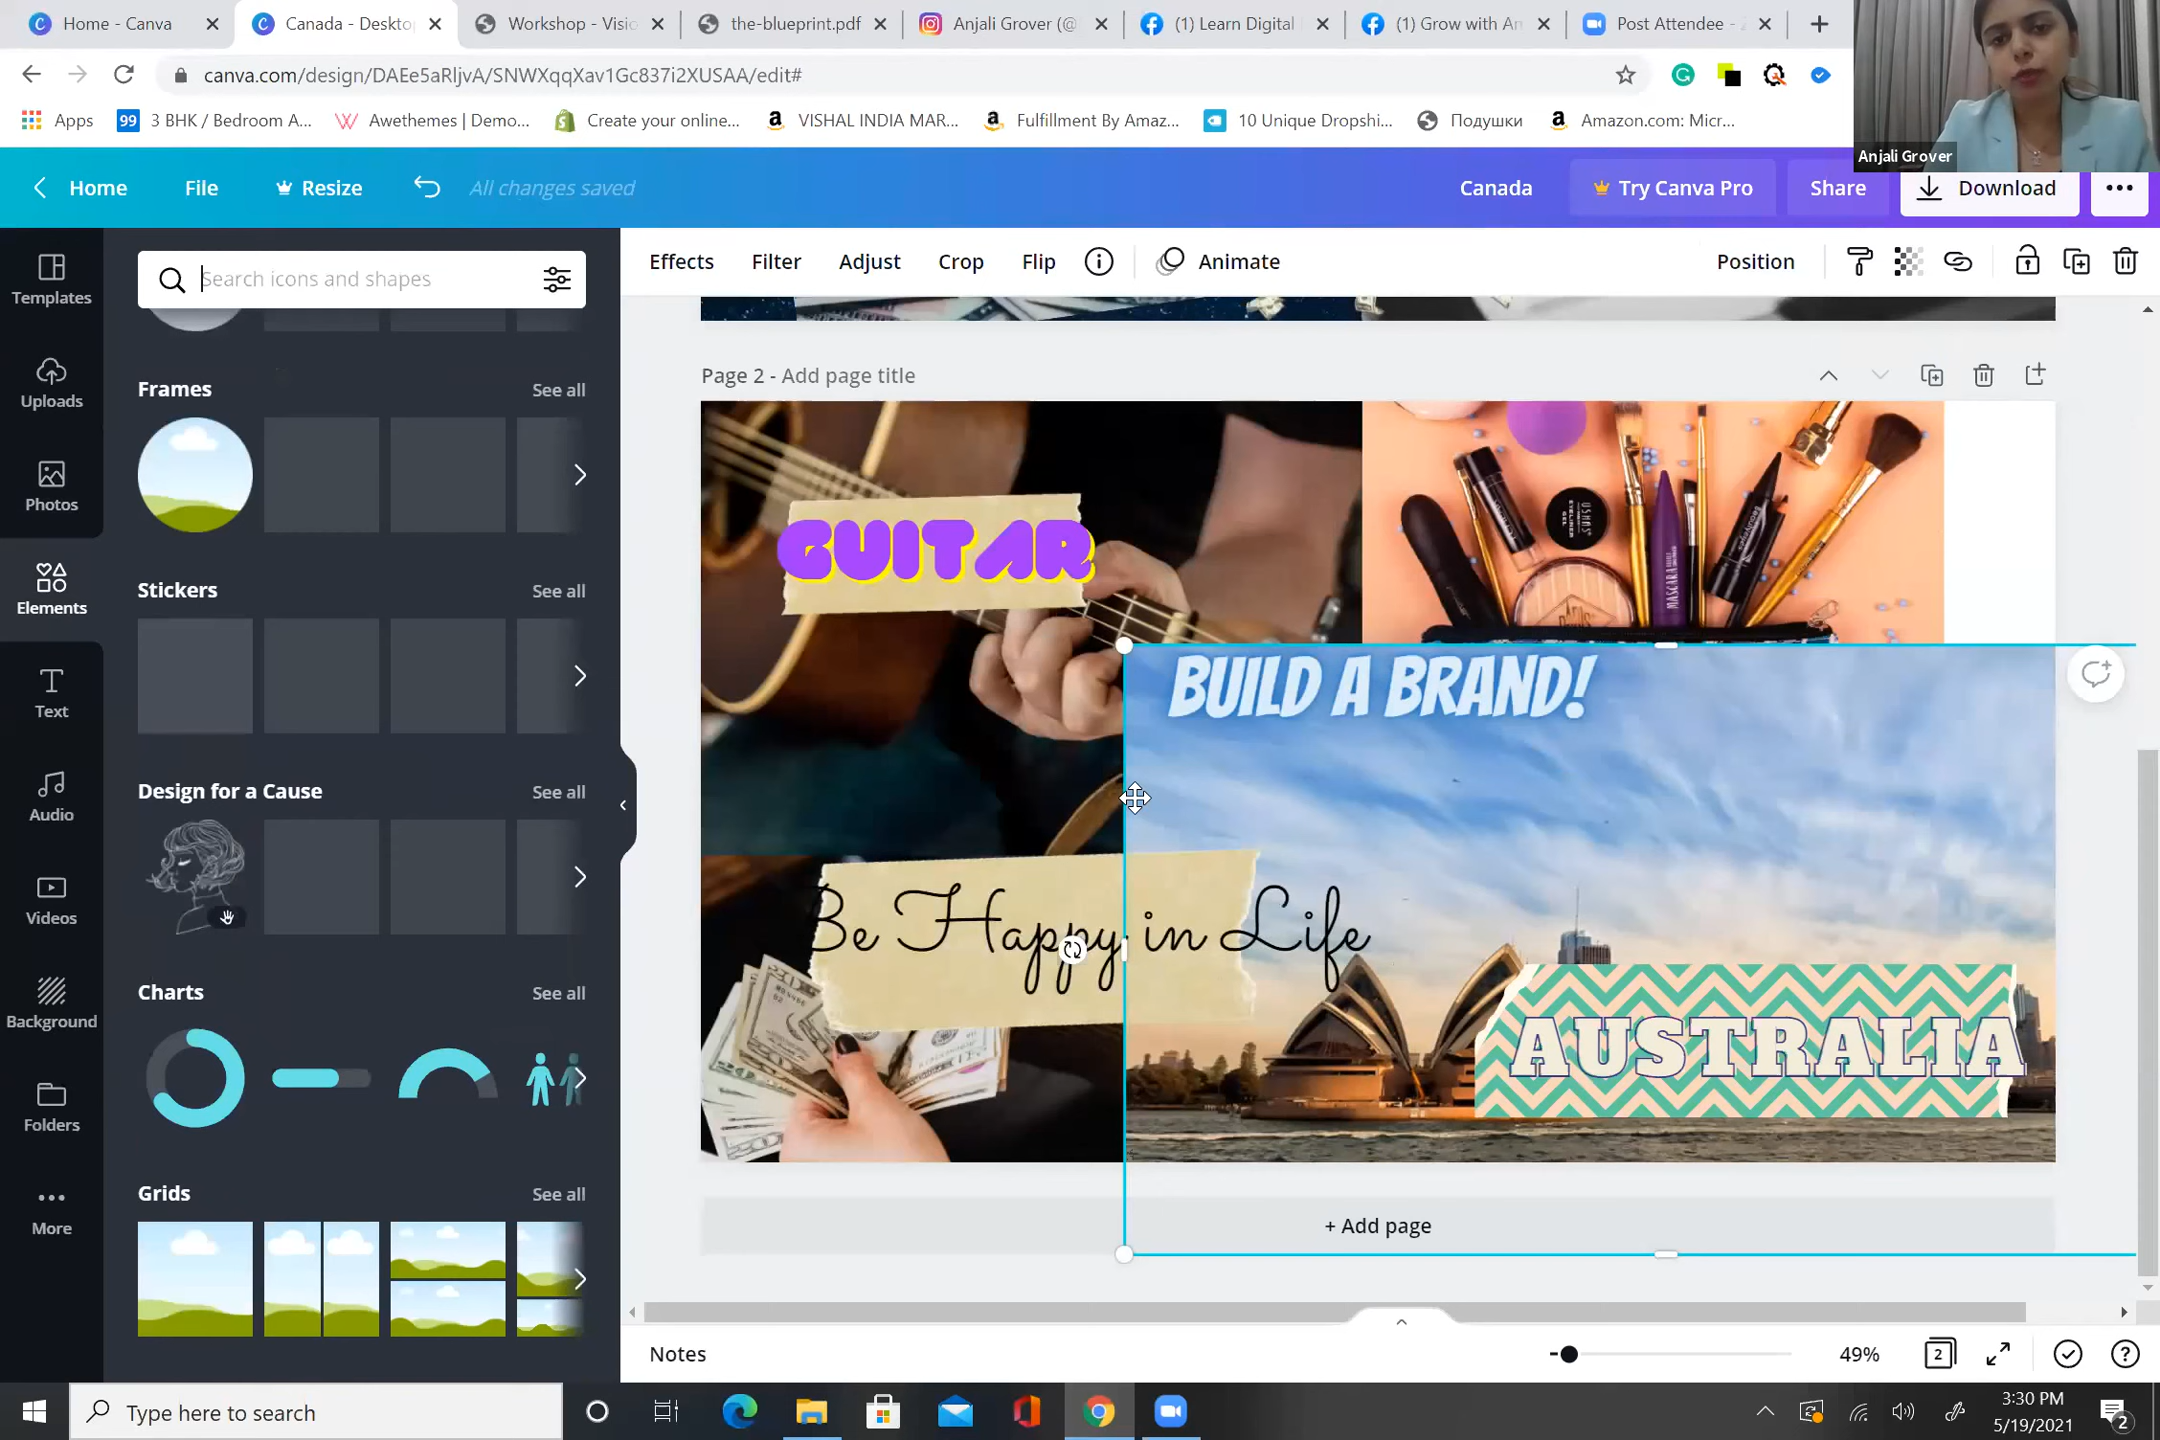 Home - Canva
Canada - Deskto
Workshop - Visio
the-blueprint.pdf
Anjali Grover (@
(1) Learn Digital
(1) Grow with An
Post Attendee -
canva.com/design/DAEe5aRljvA/SNWXqqXav1Gc837i2XUSAA/edit#
Apps
99
3 BHK / Bedroom A...
Awethemes | Demo...
Create your online...
VISHAL INDIA MAR...
Fulfillment By Amaz...
10 Unique Dropshi...
Подушки
Amazon.com: Micr...
Anjali Grover
Home
File
Resize
All changes saved
Canada
Try Canva Pro
Share
Download
Templates
Uploads
Photos
Elements
Text
Audio
Videos
Background
Folders
More
Search icons and shapes
Frames
See all
Stickers
See all
Design for a Cause
See all
Charts
See all
Grids
See all
Effects
Filter
Adjust
Crop
Flip
Animate
Position
Page 2 - Add page title
GUITAR
MASCARA
BUILD A BRAND!
Be Happy in Life
AUSTRALIA
+ Add page
Notes
49%
2
Type here to search
3:30 PM
5/19/2021
2